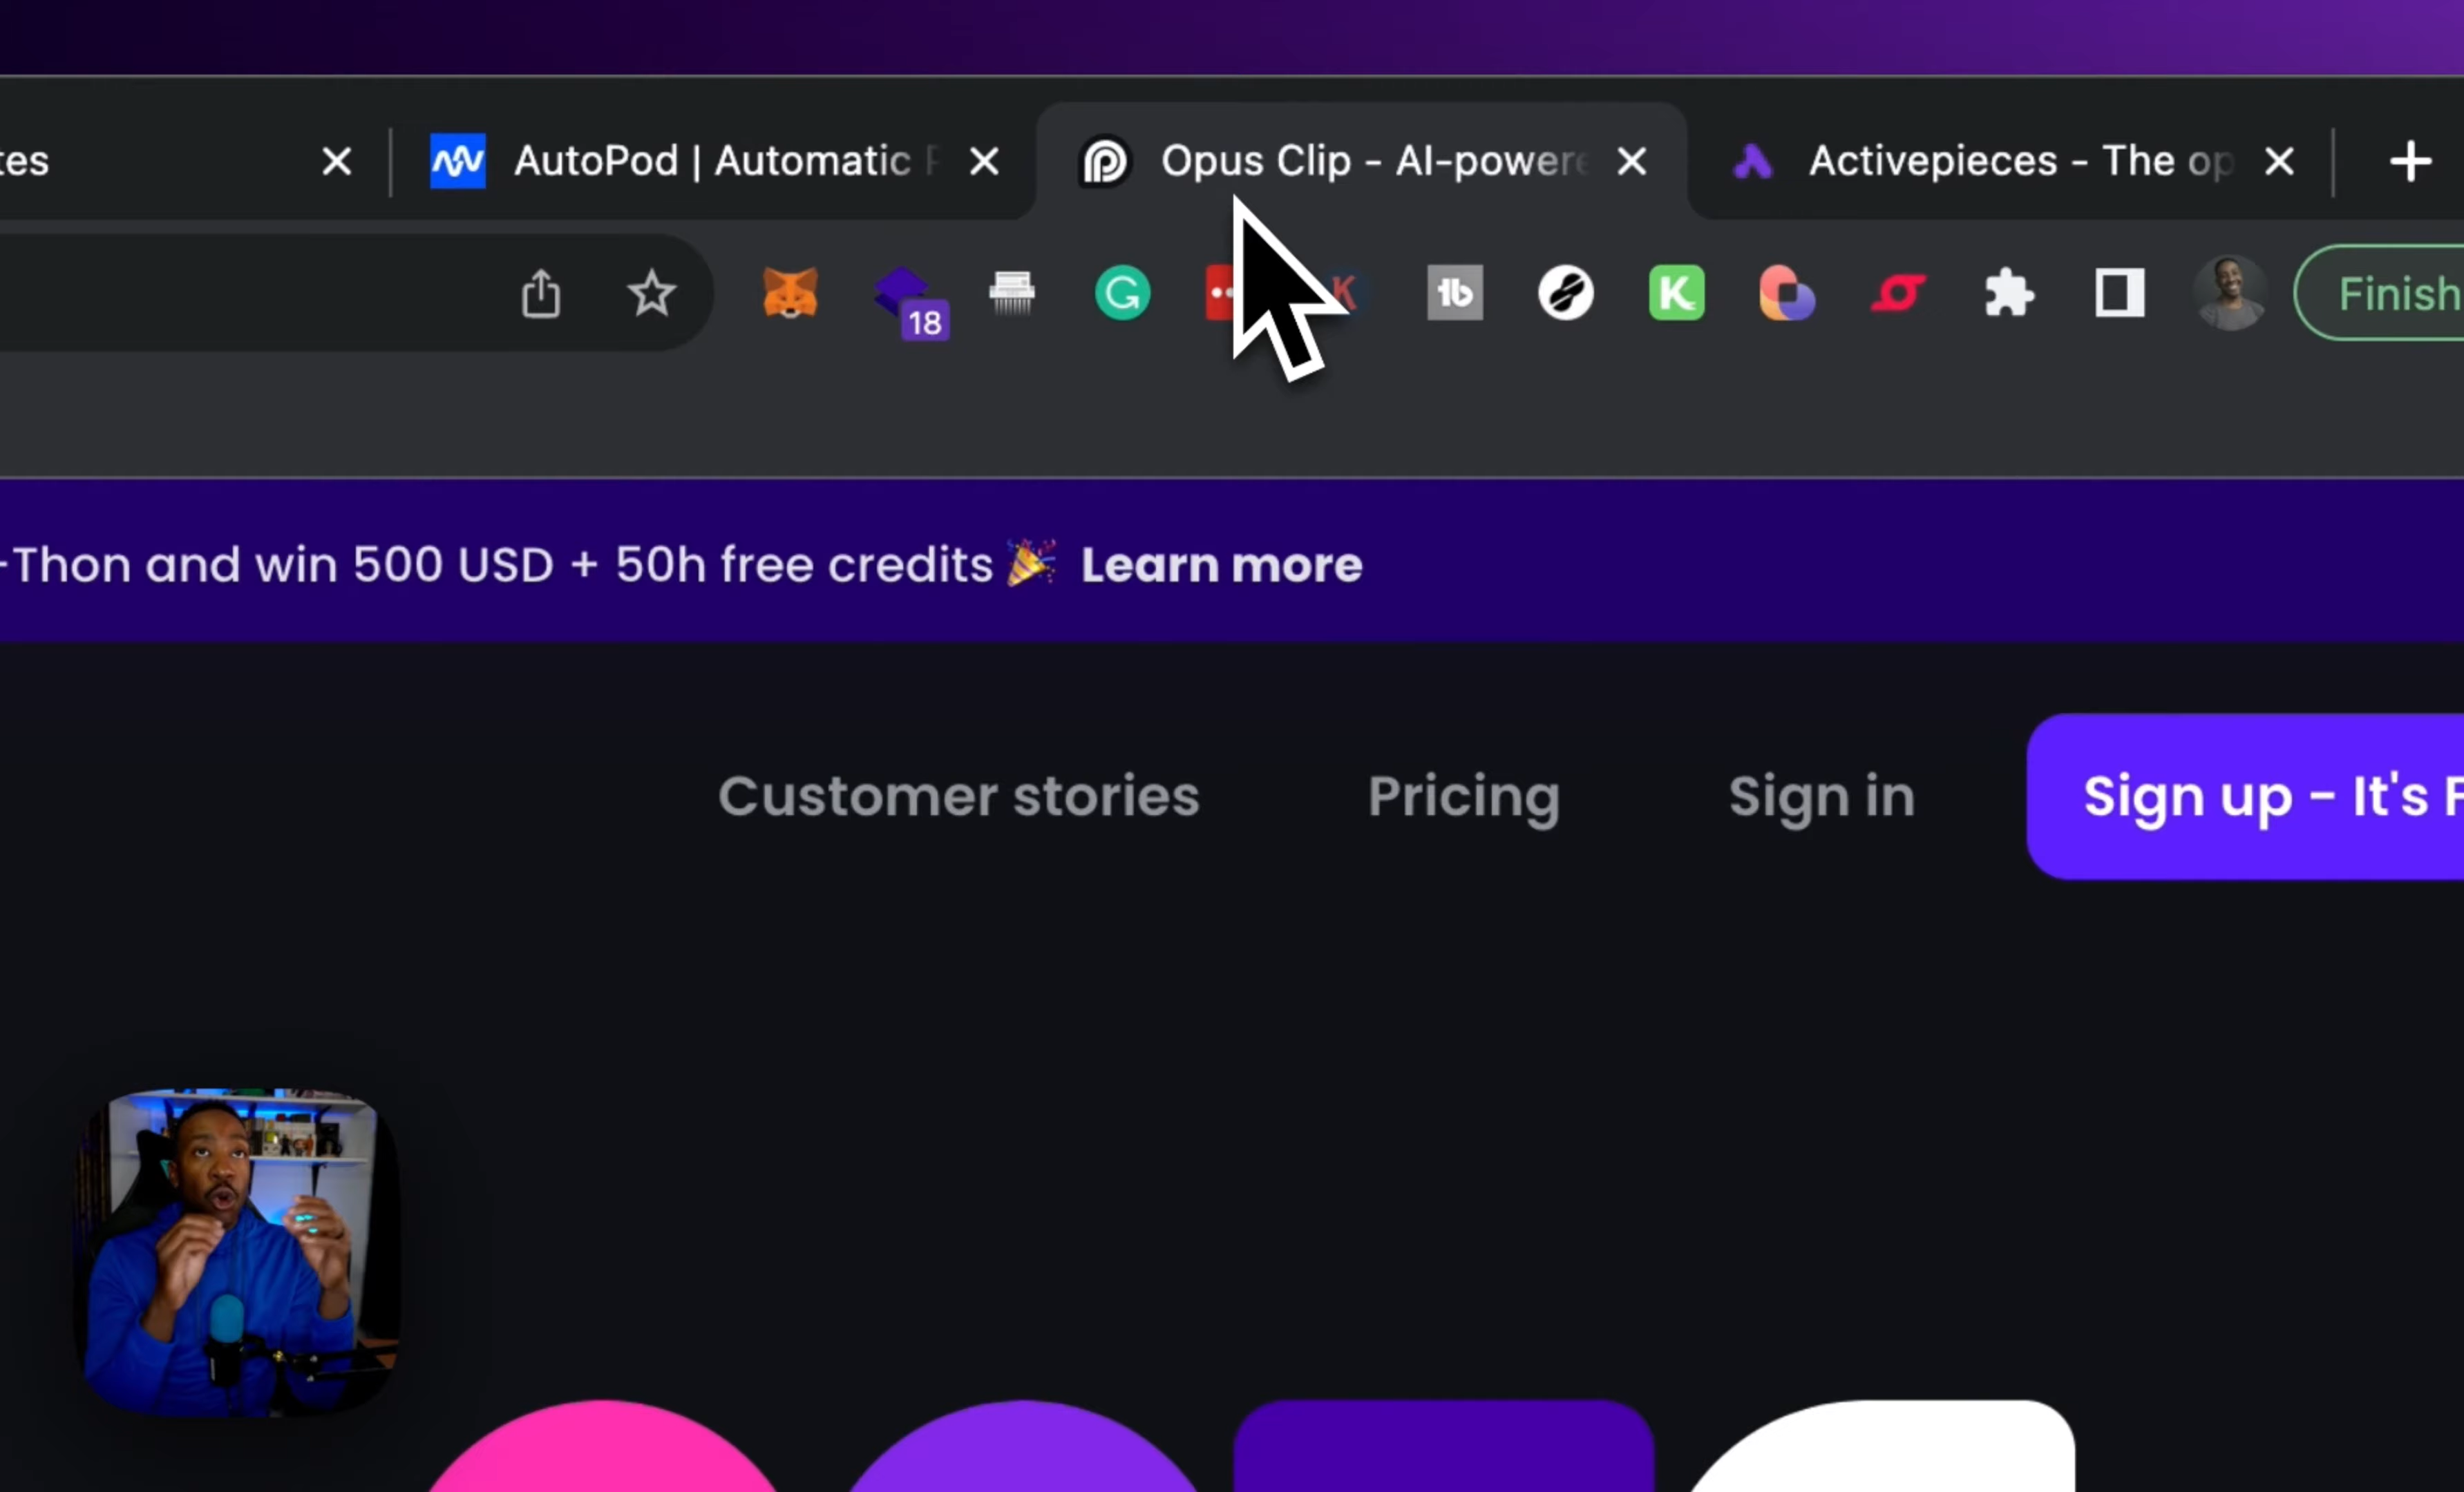 tes
AutoPod | Automatic P
Opus Clip - AI-powere
Activepieces - The op
18
G
K
tb
K
Finish
-Thon and win 500 USD + 50h free credits 🎉 Learn more
Customer stories
Pricing
Sign in
Sign up - It's F